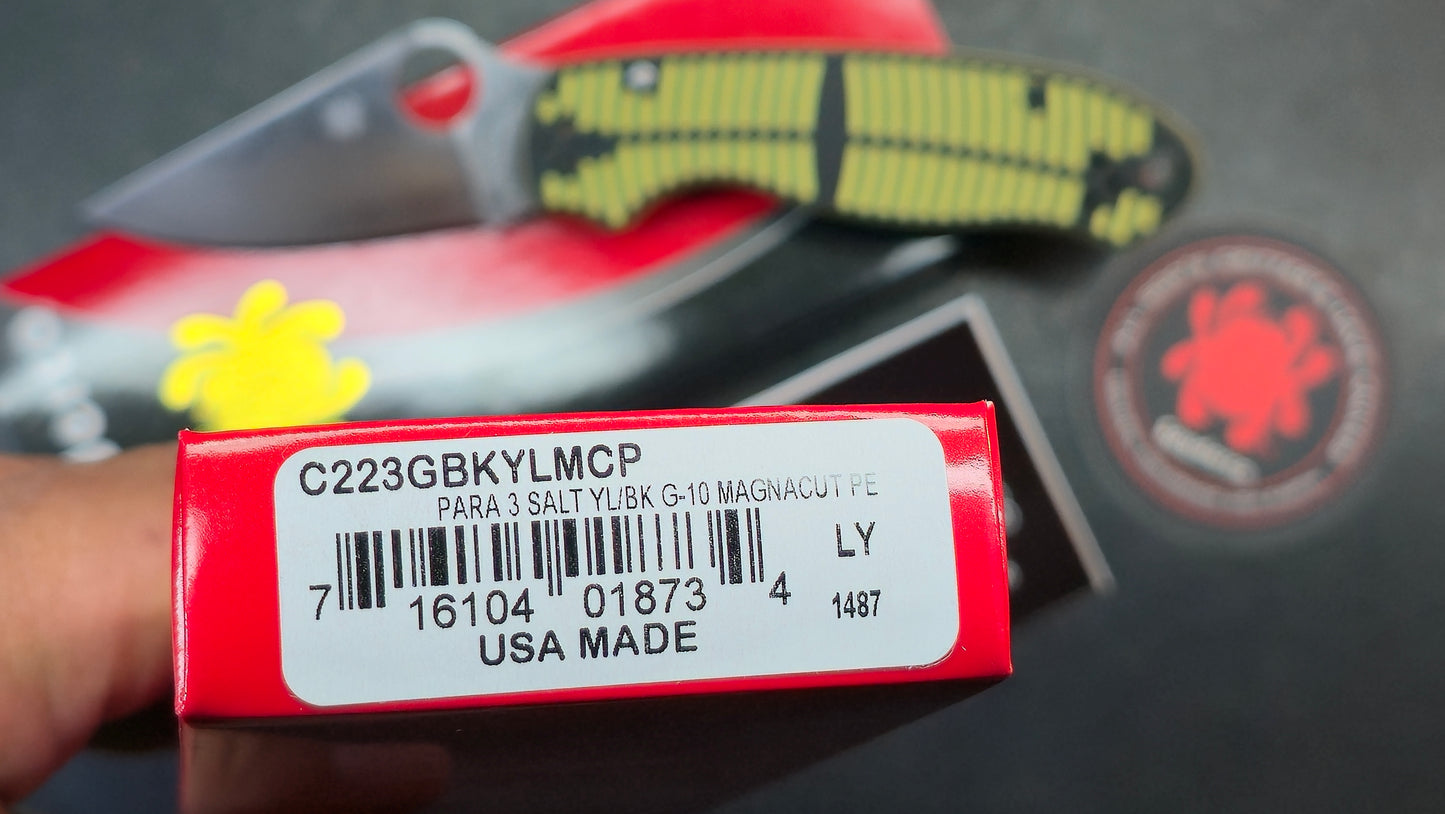 C223GBKYLMCP
PARA 3 SALT YL/BK G-10 MAGNACUT PE
LY
7 16104 01873 4
1487
USA MADE